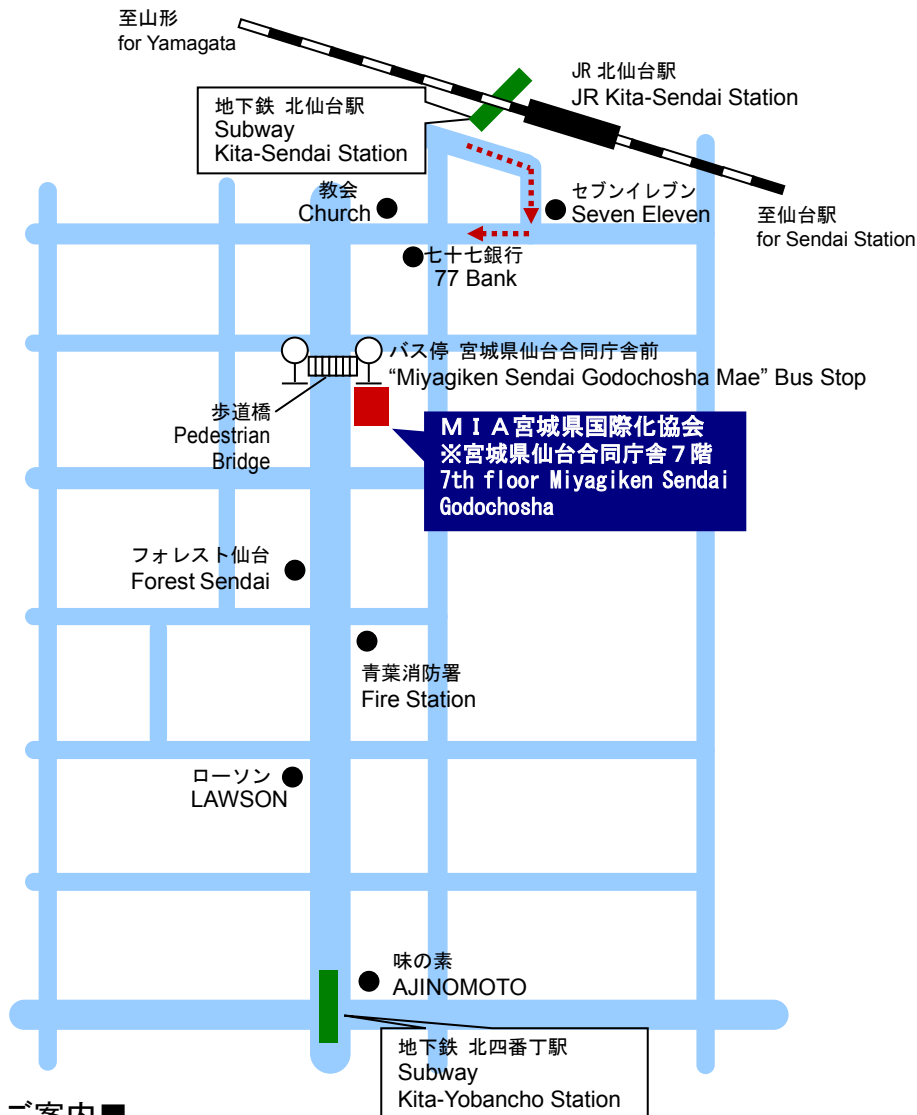 至山形
for Yamagata
JR 北仙台駅
JR Kita-Sendai Station
地下鉄 北仙台駅
Subway
Kita-Sendai Station
教会
Church
セブンイレブン
Seven Eleven
至仙台駅
for Sendai Station
七十七銀行
77 Bank
バス停 宮城県仙台合同庁舎前
“Miyagiken Sendai Godochosha Mae” Bus Stop
歩道橋
Pedestrian
Bridge
ＭＩＡ宮城県国際化協会
※宮城県仙台合同庁舎７階
7th floor Miyagiken Sendai
Godochosha
フォレスト仙台
Forest Sendai
青葉消防署
Fire Station
ローソン
LAWSON
味の素
AJINOMOTO
地下鉄 北四番丁駅
Subway
Kita-Yobancho Station
ご案内■